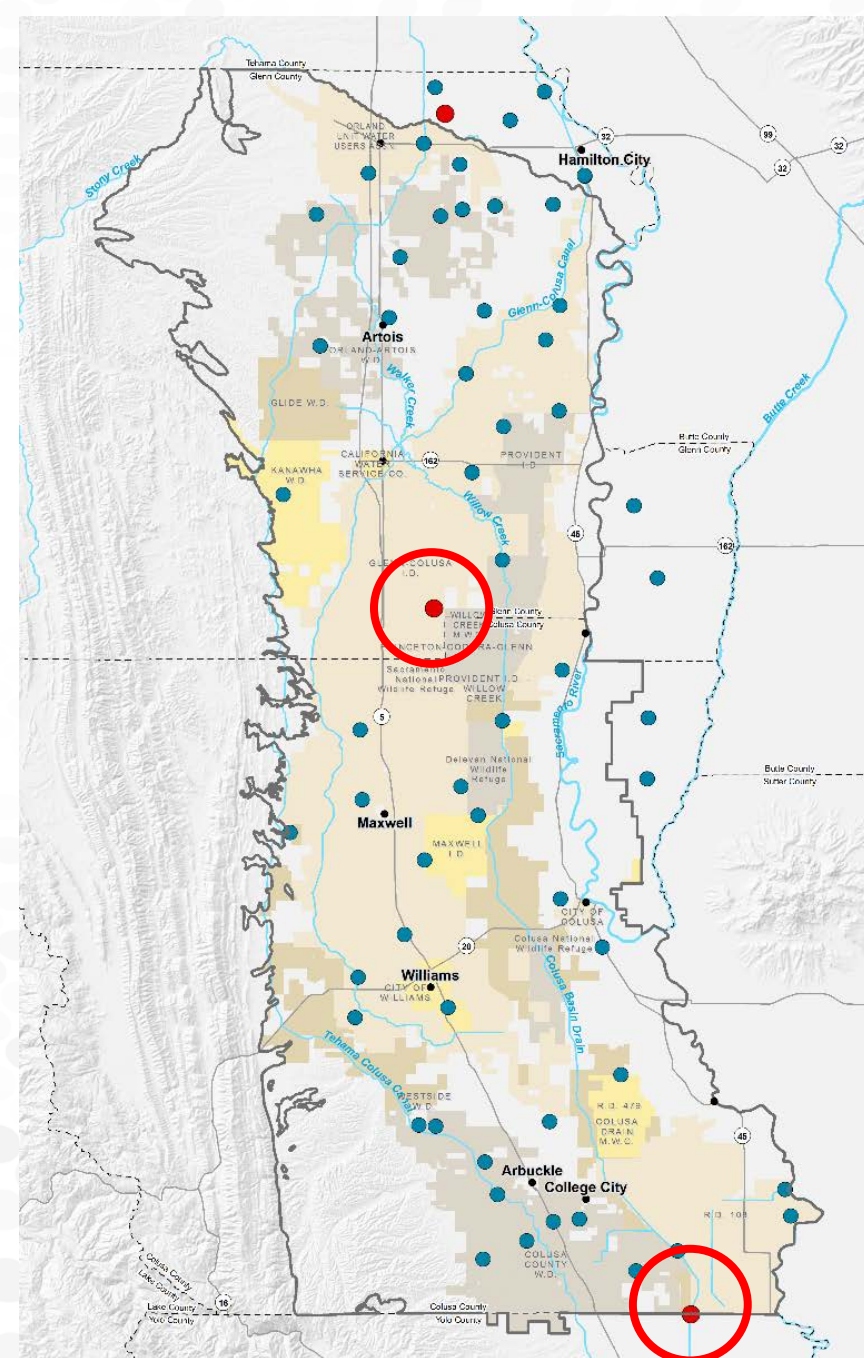 Tehama County
Glenn County
ORLAND
UNIT WATER
USERS ASSN.
32
99
32
32
Hamilton City
Stony Creek
Glenn-Colusa Canal
Artois
ORLAND-ARTOIS
W.D.
Walker Creek
Butte Creek
GLIDE W.D.
CALIFORNIA
WATER
SERVICE CO.
162
PROVIDENT
I.D.
Butte County
Glenn County
KANAWHA
W.D.
Willow Creek
45
162
GLENN-COLUSA
I.D.
WILLOW
CREEK
M.W.C.
Glenn County
Colusa County
PRINCETON-CODORA-GLENN
Sacramento
National
Wildlife Refuge
PROVIDENT I.D.
WILLOW
CREEK
Sacramento River
5
Delevan National
Wildlife
Refuge
Butte County
Sutter County
Maxwell
MAXWELL
I.D.
CITY OF
COLUSA
20
Colusa National
Wildlife Refuge
Williams
CITY OF
WILLIAMS
Colusa Basin Drain
Tehama Colusa Canal
WESTSIDE
W.D.
R.D. 479
COLUSA
DRAIN
M.W.C.
45
Arbuckle
College City
R.D. 108
COLUSA
COUNTY
W.D.
Colusa County
Lake County
Lake County
Yolo County
16
Colusa County
Yolo County